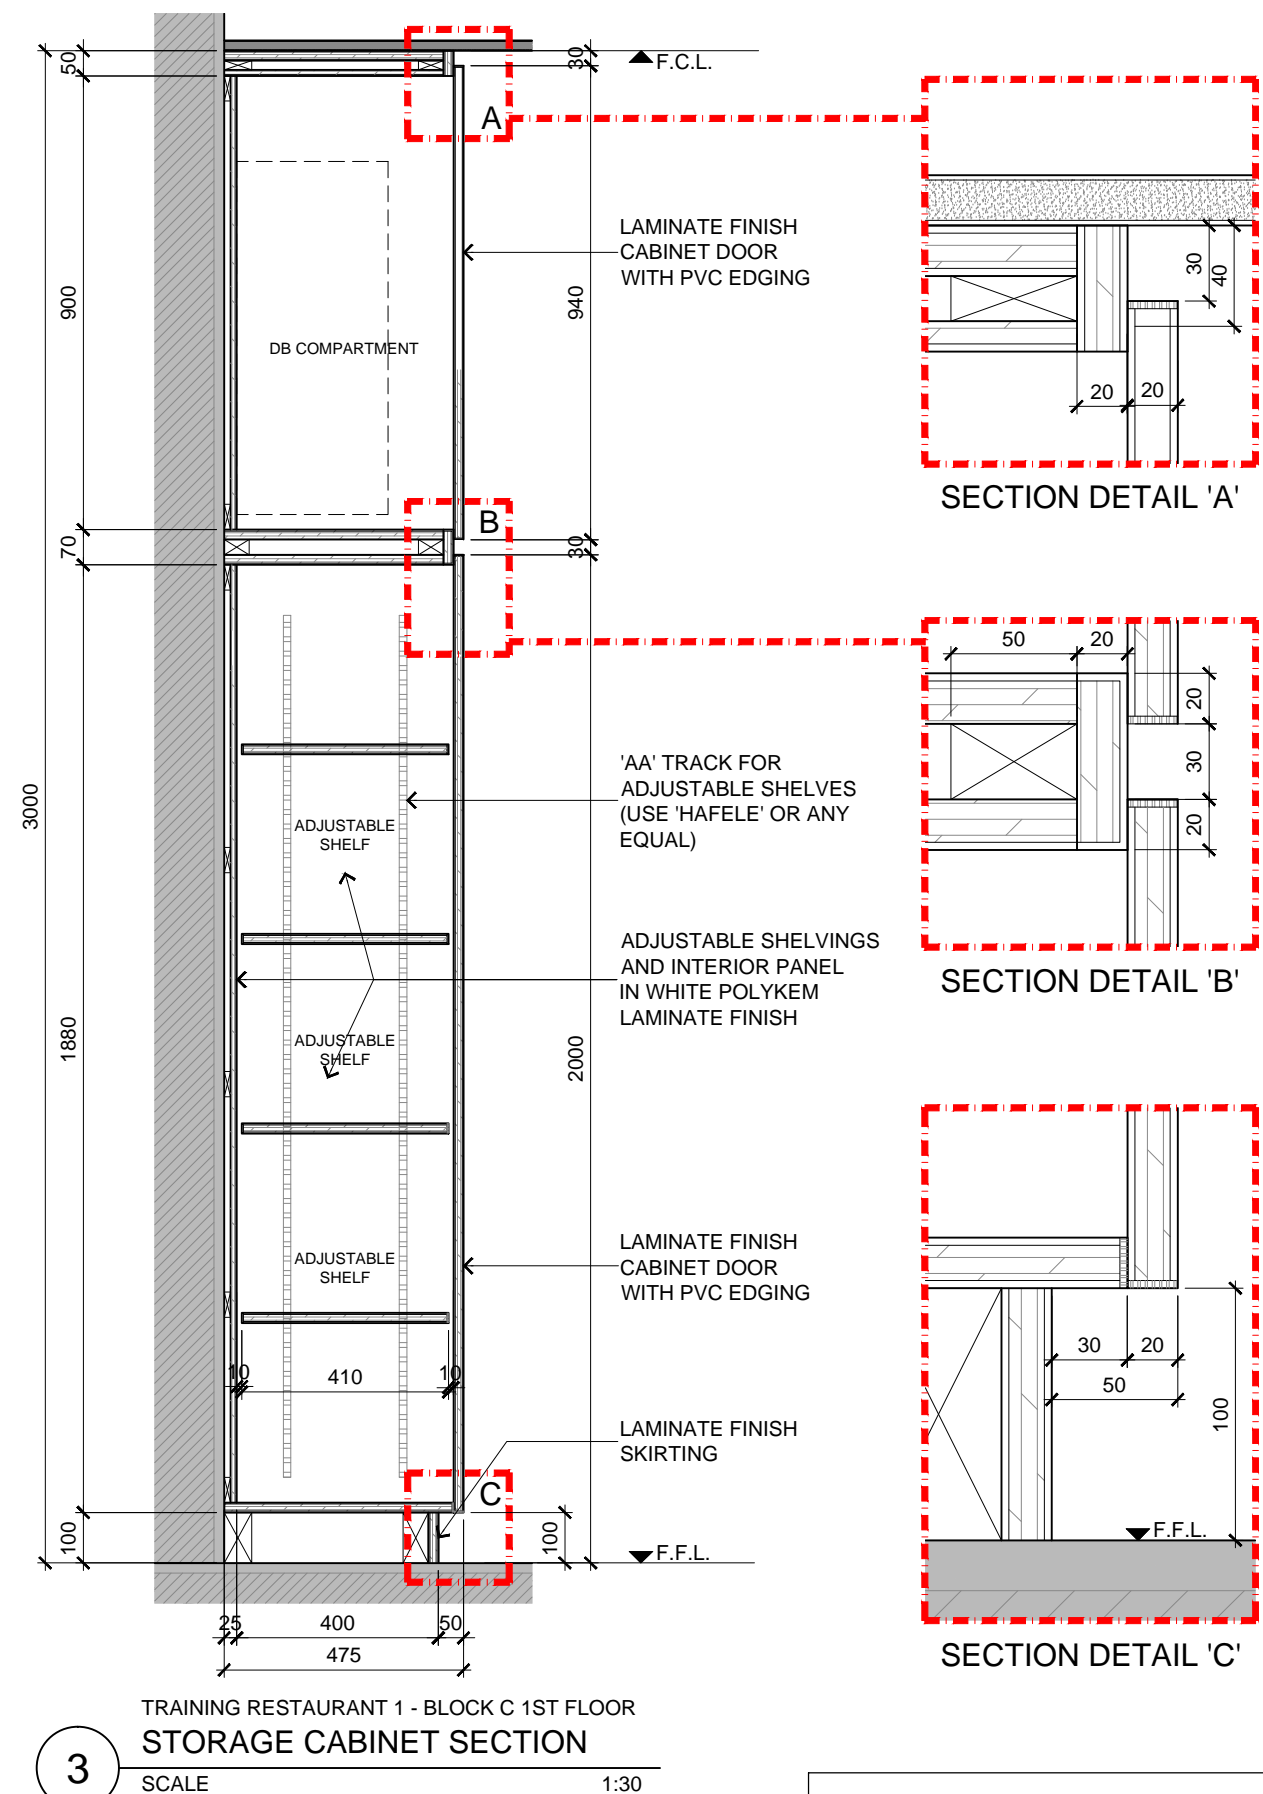 50
30
F.C.L.
A
LAMINATE FINISH
CABINET DOOR
WITH PVC EDGING
900
940
DB COMPARTMENT
30
40
20
20
SECTION DETAIL 'A'
B
70
30
50
20
20
30
20
SECTION DETAIL 'B'
3000
'AA' TRACK FOR
ADJUSTABLE SHELVES
(USE 'HAFELE' OR ANY
EQUAL)
ADJUSTABLE
SHELF
ADJUSTABLE SHELVINGS
AND INTERIOR PANEL
IN WHITE POLYKEM
LAMINATE FINISH
1880
ADJUSTABLE
SHELF
2000
LAMINATE FINISH
CABINET DOOR
WITH PVC EDGING
ADJUSTABLE
SHELF
10
410
10
LAMINATE FINISH
SKIRTING
C
100
100
F.F.L.
30
20
50
100
F.F.L.
SECTION DETAIL 'C'
25
400
50
475
TRAINING RESTAURANT 1 - BLOCK C 1ST FLOOR
3
STORAGE CABINET SECTION
SCALE 1:30